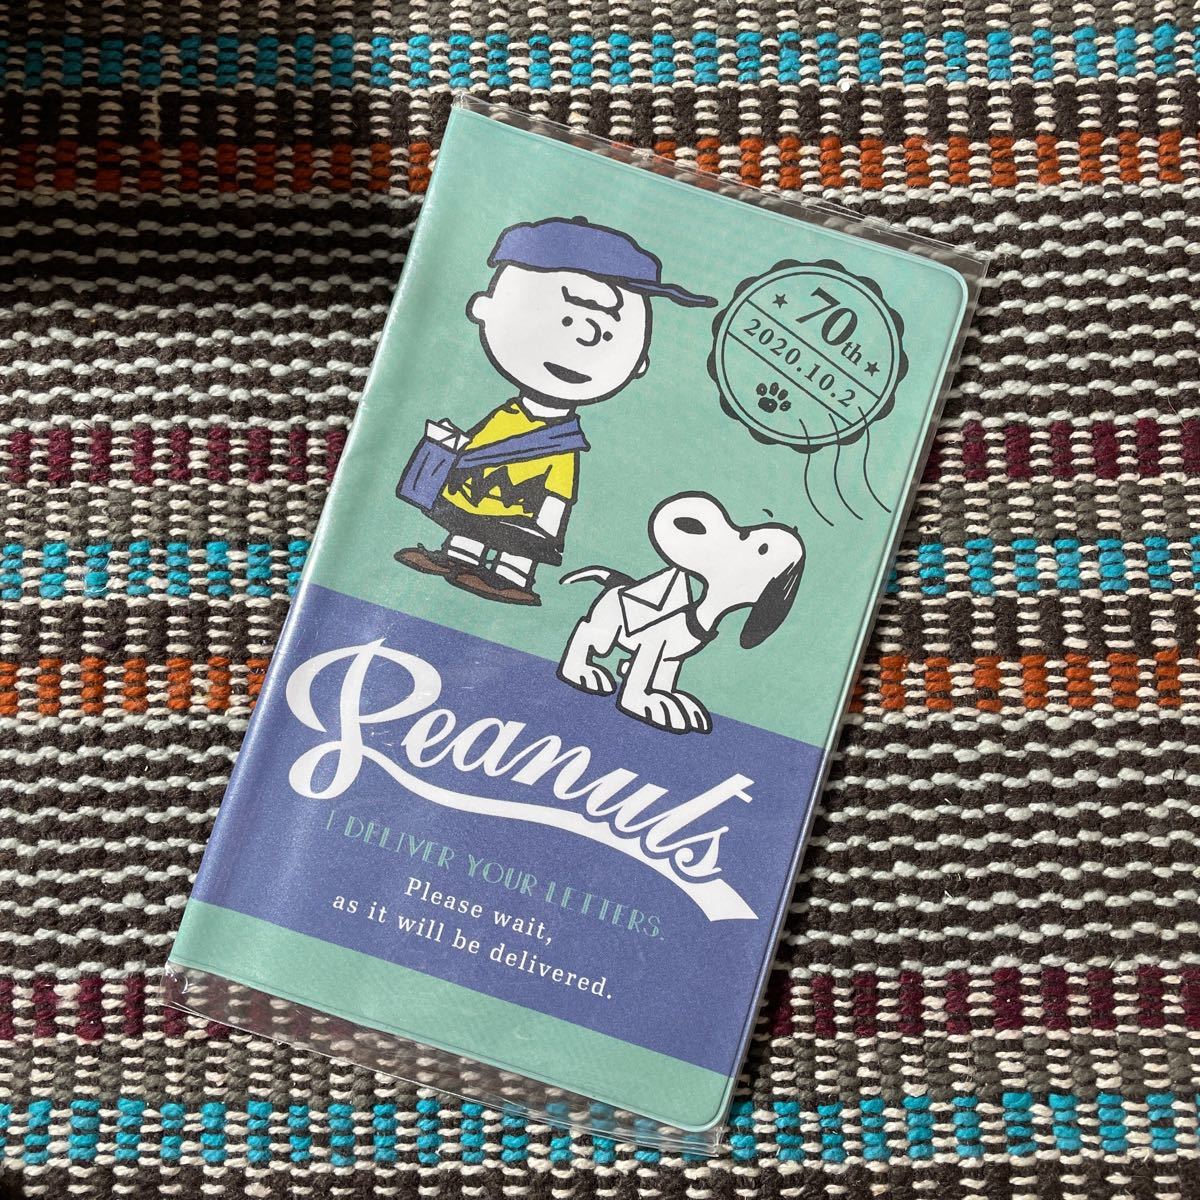 70th
2020.10.2
Peanuts
I DELIVER YOUR LETTERS.
Please wait,
as it will be delivered.